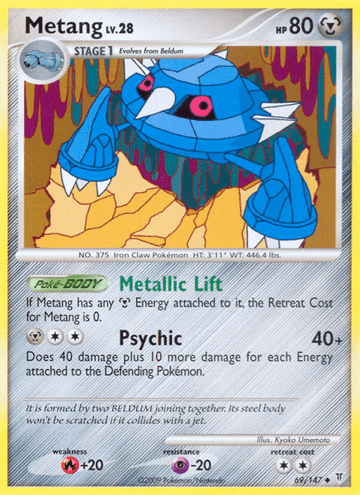 Metang LV.28 HP 80
STAGE 1 Evolves from Beldum
NO. 375 Iron Claw Pokémon HT: 3'11" WT: 446.4 lbs.
Poké-BODY Metallic Lift
If Metang has any Energy attached to it, the Retreat Cost
for Metang is 0.
Psychic 40+
Does 40 damage plus 10 more damage for each Energy
attached to the Defending Pokémon.
It is formed by two BELDUM joining together. Its steel body
won't be scratched if it collides with a jet.
Illus. Kyoko Umemoto
weakness resistance retreat cost
+20 -20
©2009 Pokémon/Nintendo 69/147